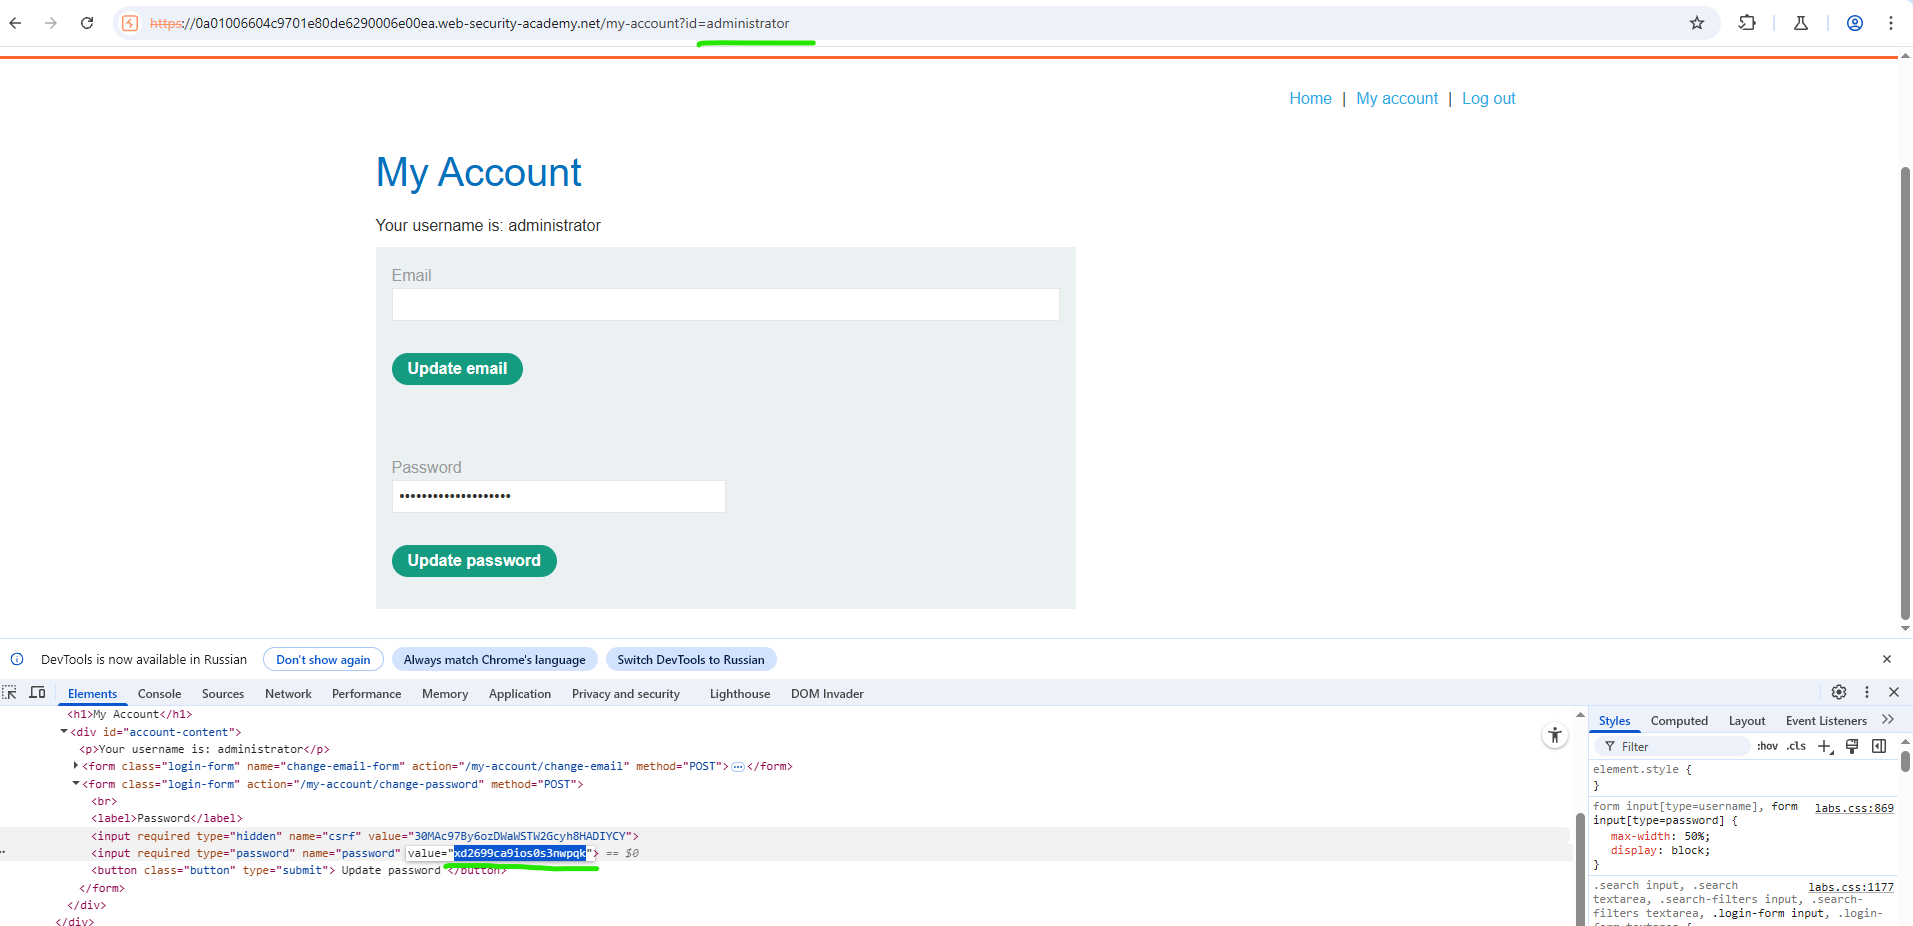 https://0a01006604c9701e80de6290006e00ea.web-security-academy.net/my-account?id=administrator
Home | My account | Log out
My Account
Your username is: administrator
Email
Update email
Password
••••••••••••••••••••
Update password
DevTools is now available in Russian Don't show again Always match Chrome's language Switch DevTools to Russian
Elements Console Sources Network Performance Memory Application Privacy and security Lighthouse DOM Invader
<h1>My Account</h1>
<div id="account-content">
<p>Your username is: administrator</p>
<form class="login-form" name="change-email-form" action="/my-account/change-email" method="POST"> … </form>
<form class="login-form" action="/my-account/change-password" method="POST">
<br>
<label>Password</label>
<input required type="hidden" name="csrf" value="30MAc97By6ozDWaWSTW2Gcyh8HADIYCY">
<input required type="password" name="password" value="xd2699ca9ios0s3nwpqk"> == $0
<button class="button" type="submit"> Update password </button>
</form>
</div>
</div>
Styles Computed Layout Event Listeners
Filter :hov .cls
element.style {
}
form input[type=username], form labs.css:869
input[type=password] {
max-width: 50%;
display: block;
}
.search input, .search labs.css:1177
textarea, .search-filters input, .search-
filters textarea, .login-form input, .login-
form textarea {